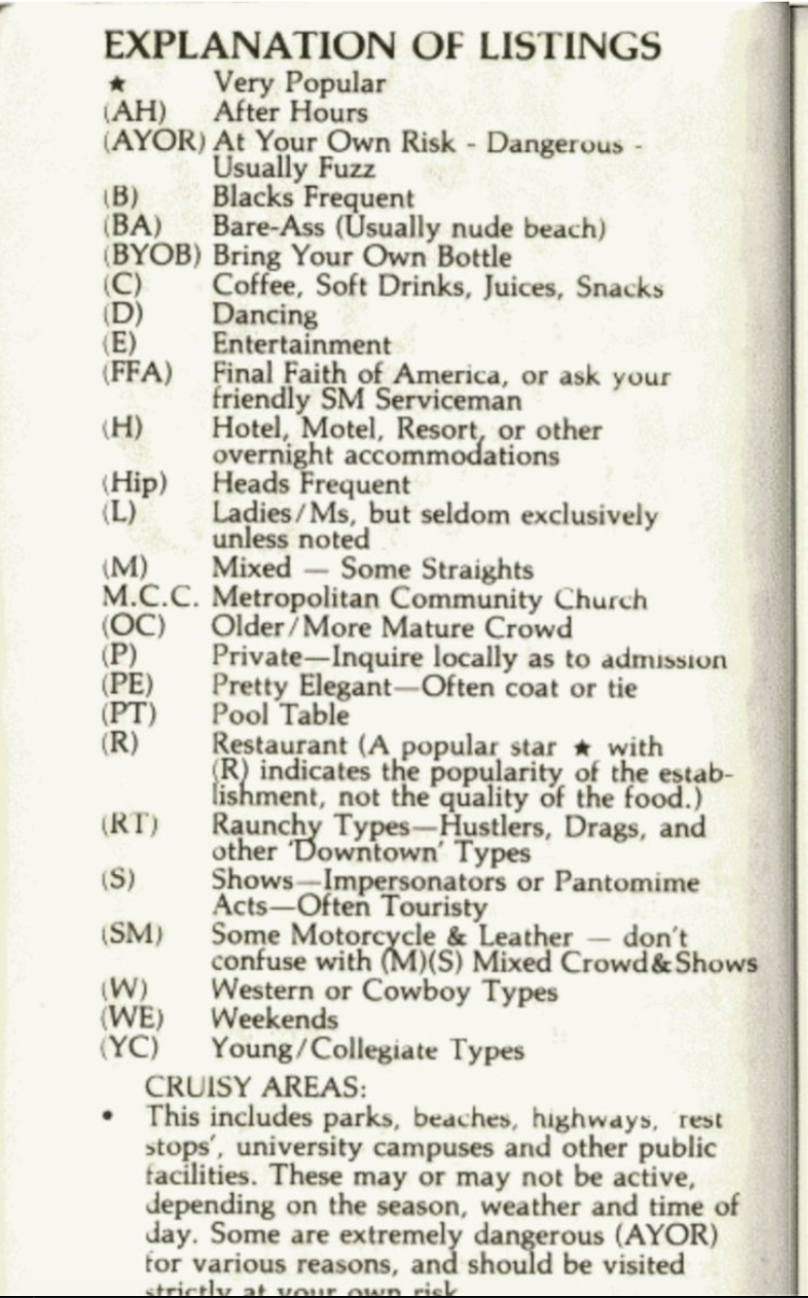 EXPLANATION OF LISTINGS
★ Very Popular
(AH) After Hours
(AYOR) At Your Own Risk - Dangerous -
Usually Fuzz
(B) Blacks Frequent
(BA) Bare-Ass (Usually nude beach)
(BYOB) Bring Your Own Bottle
(C) Coffee, Soft Drinks, Juices, Snacks
(D) Dancing
(E) Entertainment
(FFA) Final Faith of America, or ask your
friendly SM Serviceman
(H) Hotel, Motel, Resort, or other
overnight accommodations
(Hip) Heads Frequent
(L) Ladies/Ms, but seldom exclusively
unless noted
(M) Mixed — Some Straights
M.C.C. Metropolitan Community Church
(OC) Older/More Mature Crowd
(P) Private—Inquire locally as to admission
(PE) Pretty Elegant—Often coat or tie
(PT) Pool Table
(R) Restaurant (A popular star ★ with
(R) indicates the popularity of the estab-
lishment, not the quality of the food.)
(RT) Raunchy Types—Hustlers, Drags, and
other 'Downtown' Types
(S) Shows—Impersonators or Pantomime
Acts—Often Touristy
(SM) Some Motorcycle & Leather — don't
confuse with (M)(S) Mixed Crowd&Shows
(W) Western or Cowboy Types
(WE) Weekends
(YC) Young/Collegiate Types
CRUISY AREAS:
• This includes parks, beaches, highways, rest
stops', university campuses and other public
facilities. These may or may not be active,
depending on the season, weather and time of
day. Some are extremely dangerous (AYOR)
for various reasons, and should be visited
strictly at your own risk